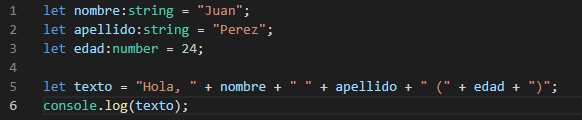 1 let nombre:string = "Juan";
2 let apellido:string = "Perez";
3 let edad:number = 24;
4
5 let texto = "Hola, " + nombre + " " + apellido + " (" + edad + ")";
6 console.log(texto);